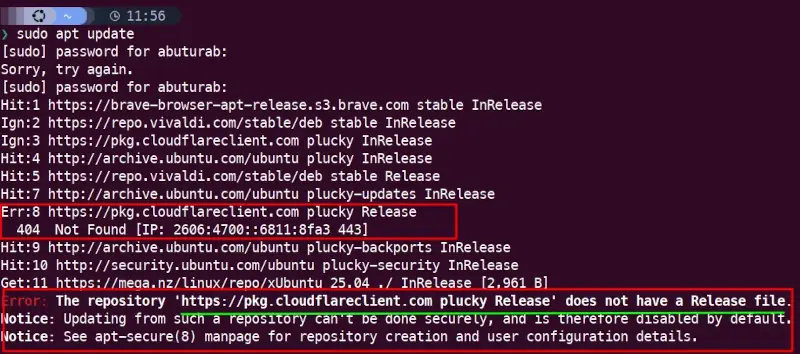 ~ 11:56
❯ sudo apt update
[sudo] password for abuturab:
Sorry, try again.
[sudo] password for abuturab:
Hit:1 https://brave-browser-apt-release.s3.brave.com stable InRelease
Ign:2 https://repo.vivaldi.com/stable/deb stable InRelease
Ign:3 https://pkg.cloudflareclient.com plucky InRelease
Hit:4 http://archive.ubuntu.com/ubuntu plucky InRelease
Hit:5 https://repo.vivaldi.com/stable/deb stable Release
Hit:7 http://archive.ubuntu.com/ubuntu plucky-updates InRelease
Err:8 https://pkg.cloudflareclient.com plucky Release
404 Not Found [IP: 2606:4700::6811:8fa3 443]
Hit:9 http://archive.ubuntu.com/ubuntu plucky-backports InRelease
Hit:10 http://security.ubuntu.com/ubuntu plucky-security InRelease
Get:11 https://mega.nz/linux/repo/xUbuntu_25.04 ./ InRelease [2,961 B]
Error: The repository 'https://pkg.cloudflareclient.com plucky Release' does not have a Release file.
Notice: Updating from such a repository can't be done securely, and is therefore disabled by default.
Notice: See apt-secure(8) manpage for repository creation and user configuration details.